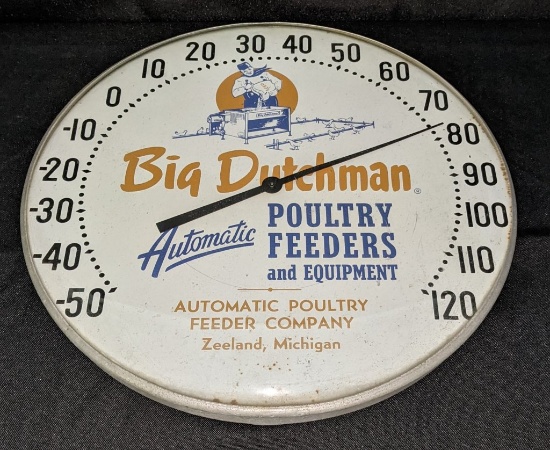 -50
-40
-30
-20
-10
0
10
20
30
40
50
60
70
80
90
100
110
120
Big Dutchman®
Automatic
POULTRY
FEEDERS
and EQUIPMENT
AUTOMATIC POULTRY
FEEDER COMPANY
Zeeland, Michigan